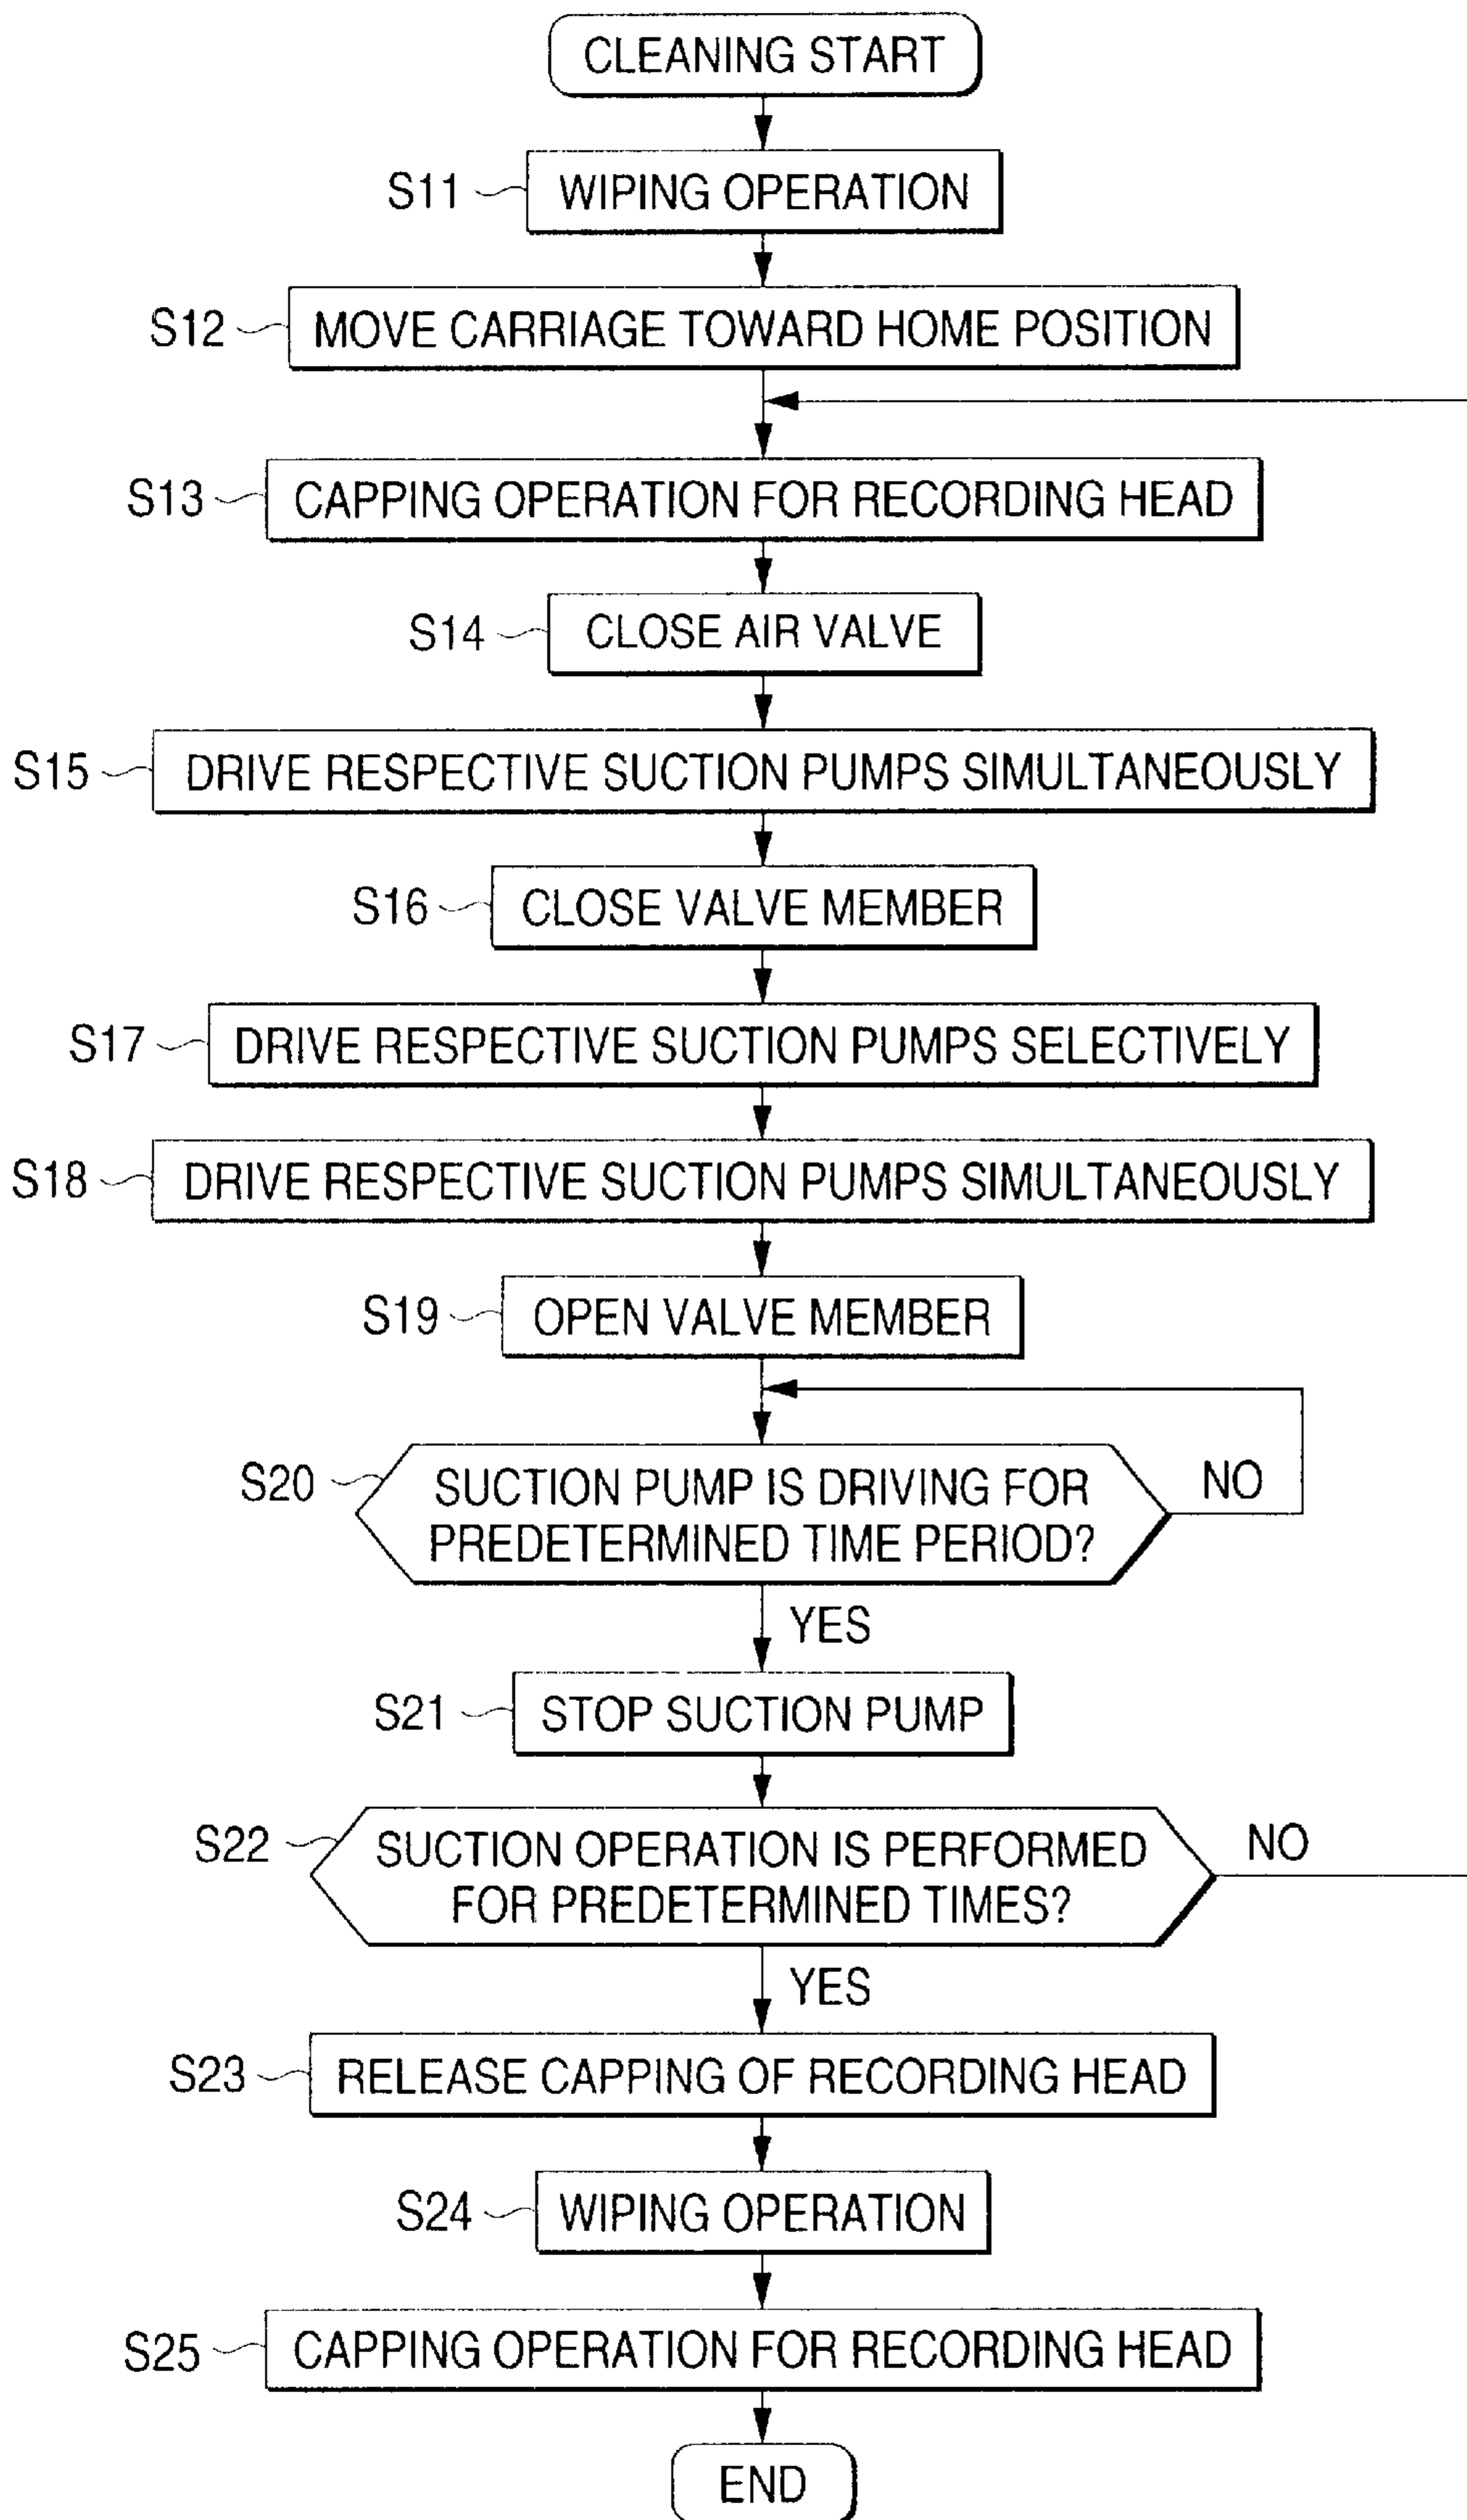 CLEANING START
S11 WIPING OPERATION
S12 MOVE CARRIAGE TOWARD HOME POSITION
S13 CAPPING OPERATION FOR RECORDING HEAD
S14 CLOSE AIR VALVE
S15 DRIVE RESPECTIVE SUCTION PUMPS SIMULTANEOUSLY
S16 CLOSE VALVE MEMBER
S17 DRIVE RESPECTIVE SUCTION PUMPS SELECTIVELY
S18 DRIVE RESPECTIVE SUCTION PUMPS SIMULTANEOUSLY
S19 OPEN VALVE MEMBER
S20 SUCTION PUMP IS DRIVING FOR NO
PREDETERMINED TIME PERIOD?
YES
S21 STOP SUCTION PUMP
S22 SUCTION OPERATION IS PERFORMED NO
FOR PREDETERMINED TIMES?
YES
S23 RELEASE CAPPING OF RECORDING HEAD
S24 WIPING OPERATION
S25 CAPPING OPERATION FOR RECORDING HEAD
END